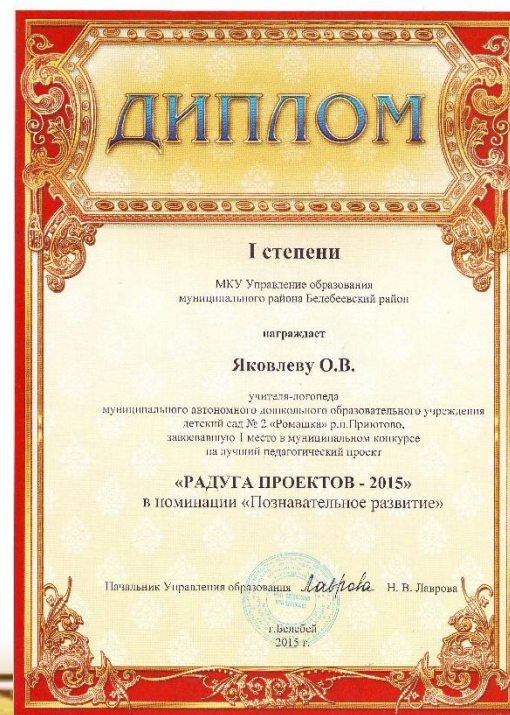 ДИПЛОМ
I степени
МКУ Управление образования
муниципального района Белебеевский район
награждает
Яковлеву О.В.
учителя-логопеда
муниципального автономного дошкольного образовательного учреждения
детский сад № 2 «Ромашка» р.п.Приютово,
завоевавшую 1 место в муниципальном конкурсе
на лучший педагогический проект
«РАДУГА ПРОЕКТОВ - 2015»
в номинации «Познавательное развитие»
Начальник Управления образования Лаврова Н. В. Лаврова
г.Белебей
2015 г.